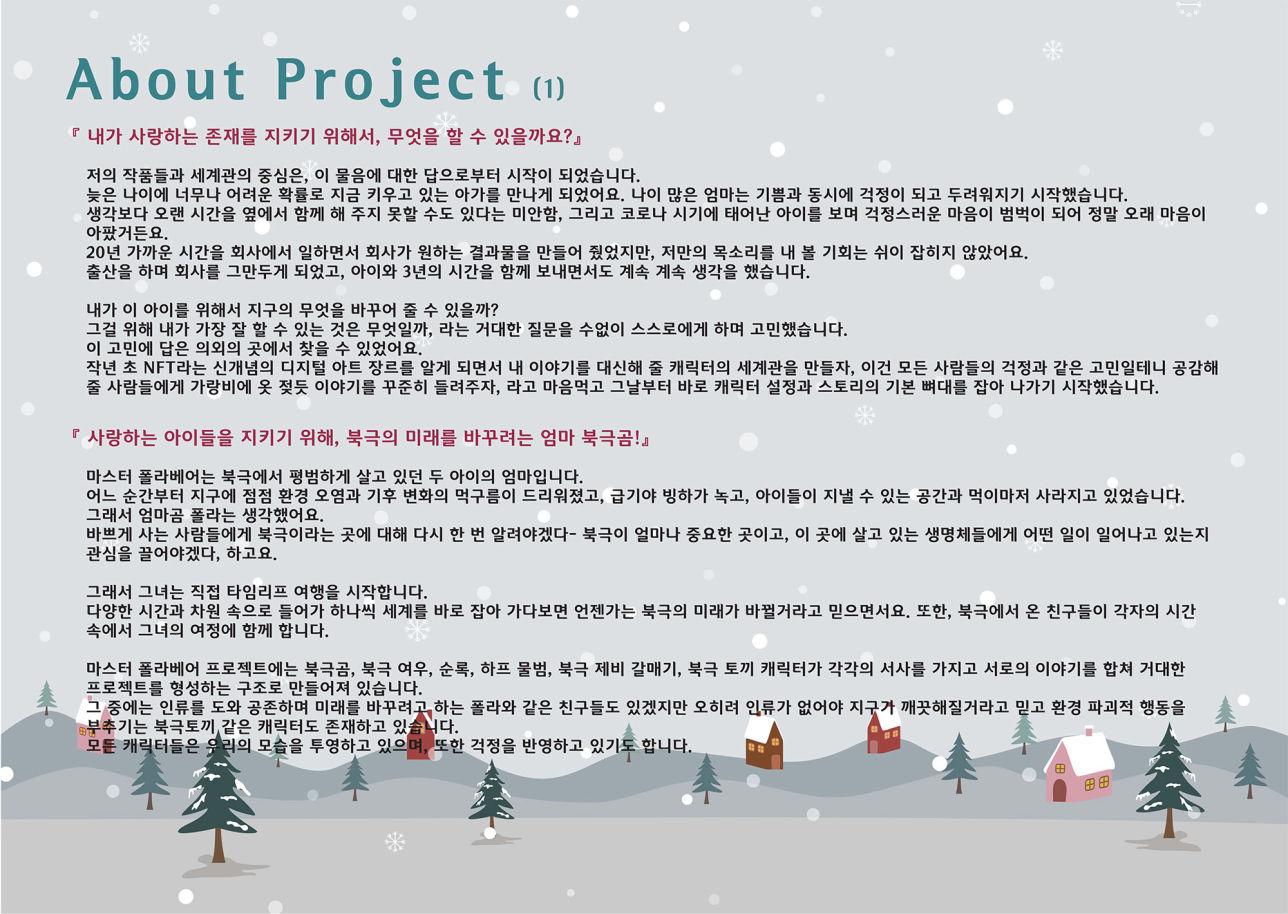 About Project (1)
『 내가 사랑하는 존재를 지키기 위해서, 무엇을 할 수 있을까요?』
저의 작품들과 세계관의 중심은, 이 물음에 대한 답으로부터 시작이 되었습니다.
늦은 나이에 너무나 어려운 확률로 지금 키우고 있는 아가를 만나게 되었어요. 나이 많은 엄마는 기쁨과 동시에 걱정이 되고 두려워지기 시작했습니다.
생각보다 오랜 시간을 옆에서 함께 해 주지 못할 수도 있다는 미안함, 그리고 코로나 시기에 태어난 아이를 보며 걱정스러운 마음이 범벅이 되어 정말 오래 마음이
아팠거든요.
20년 가까운 시간을 회사에서 일하면서 회사가 원하는 결과물을 만들어 줬었지만, 저만의 목소리를 내 볼 기회는 쉬이 잡히지 않았어요.
출산을 하며 회사를 그만두게 되었고, 아이와 3년의 시간을 함께 보내면서도 계속 계속 생각을 했습니다.
내가 이 아이를 위해서 지구의 무엇을 바꾸어 줄 수 있을까?
그걸 위해 내가 가장 잘 할 수 있는 것은 무엇일까, 라는 거대한 질문을 수없이 스스로에게 하며 고민했습니다.
이 고민에 답은 의외의 곳에서 찾을 수 있었어요.
작년 초 NFT라는 신개념의 디지털 아트 장르를 알게 되면서 내 이야기를 대신해 줄 캐릭터의 세계관을 만들자, 이건 모든 사람들의 걱정과 같은 고민일테니 공감해
줄 사람들에게 가랑비에 옷 젖듯 이야기를 꾸준히 들려주자, 라고 마음먹고 그날부터 바로 캐릭터 설정과 스토리의 기본 뼈대를 잡아 나가기 시작했습니다.
『 사랑하는 아이들을 지키기 위해, 북극의 미래를 바꾸려는 엄마 북극곰!』
마스터 폴라베어는 북극에서 평범하게 살고 있던 두 아이의 엄마입니다.
어느 순간부터 지구에 점점 환경 오염과 기후 변화의 먹구름이 드리워졌고, 급기야 빙하가 녹고, 아이들이 지낼 수 있는 공간과 먹이마저 사라지고 있었습니다.
그래서 엄마곰 폴라는 생각했어요.
바쁘게 사는 사람들에게 북극이라는 곳에 대해 다시 한 번 알려야겠다- 북극이 얼마나 중요한 곳이고, 이 곳에 살고 있는 생명체들에게 어떤 일이 일어나고 있는지
관심을 끌어야겠다, 하고요.
그래서 그녀는 직접 타임리프 여행을 시작합니다.
다양한 시간과 차원 속으로 들어가 하나씩 세계를 바로 잡아 가다보면 언젠가는 북극의 미래가 바뀔거라고 믿으면서요. 또한, 북극에서 온 친구들이 각자의 시간
속에서 그녀의 여정에 함께 합니다.
마스터 폴라베어 프로젝트에는 북극곰, 북극 여우, 순록, 하프 물범, 북극 제비 갈매기, 북극 토끼 캐릭터가 각각의 서사를 가지고 서로의 이야기를 합쳐 거대한
프로젝트를 형성하는 구조로 만들어져 있습니다.
그 중에는 인류를 도와 공존하며 미래를 바꾸려고 하는 폴라와 같은 친구들도 있겠지만 오히려 인류가 없어야 지구가 깨끗해질거라고 믿고 환경 파괴적 행동을
부추기는 북극토끼 같은 캐릭터도 존재하고 있습니다.
모든 캐릭터들은 우리의 모습을 투영하고 있으며, 또한 걱정을 반영하고 있기도 합니다.